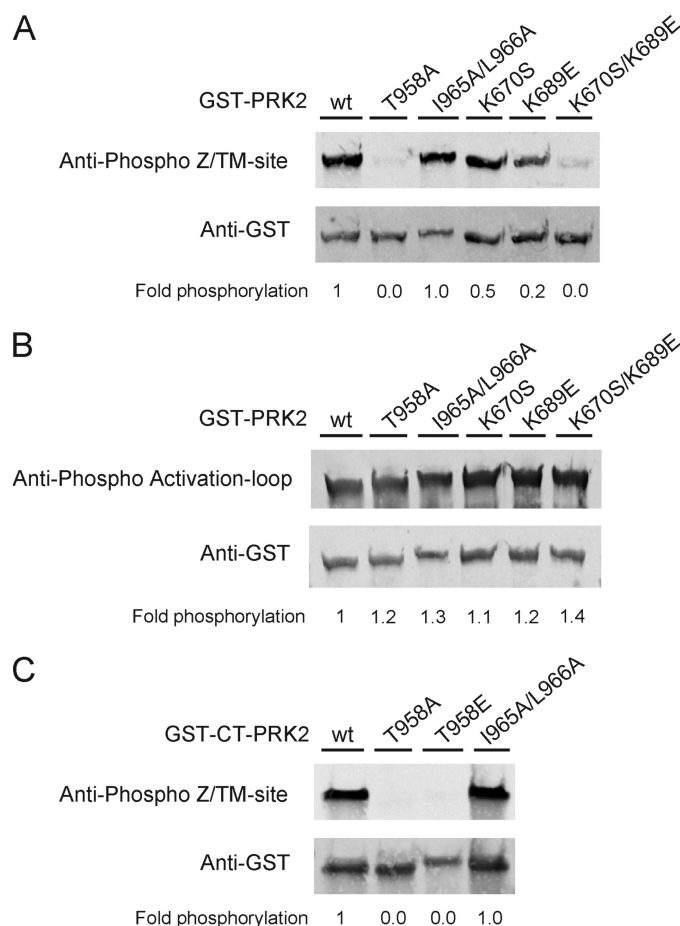 A
GST-PRK2 wt T958A I965A/L966A K670S K689E K670S/K689E
Anti-Phospho Z/TM-site
Anti-GST
Fold phosphorylation 1 0.0 1.0 0.5 0.2 0.0
B
GST-PRK2 wt T958A I965A/L966A K670S K689E K670S/K689E
Anti-Phospho Activation-loop
Anti-GST
Fold phosphorylation 1 1.2 1.3 1.1 1.2 1.4
C
GST-CT-PRK2 wt T958A T958E I965A/L966A
Anti-Phospho Z/TM-site
Anti-GST
Fold phosphorylation 1 0.0 0.0 1.0